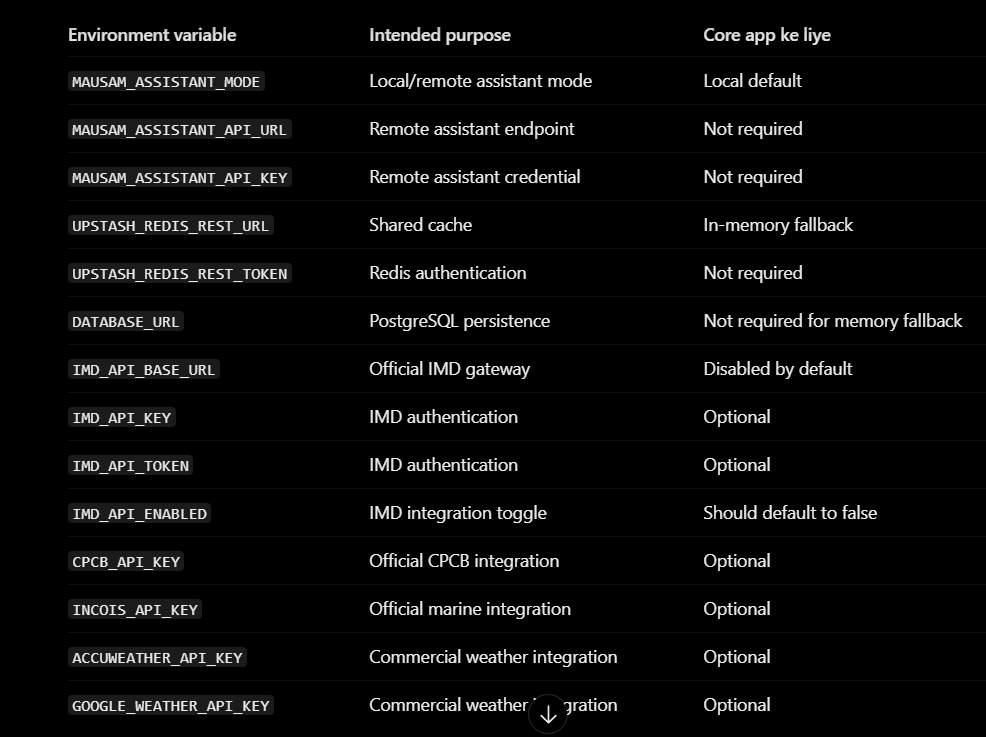 Environment variable Intended purpose Core app ke liye
MAUSAM_ASSISTANT_MODE Local/remote assistant mode Local default
MAUSAM_ASSISTANT_API_URL Remote assistant endpoint Not required
MAUSAM_ASSISTANT_API_KEY Remote assistant credential Not required
UPSTASH_REDIS_REST_URL Shared cache In-memory fallback
UPSTASH_REDIS_REST_TOKEN Redis authentication Not required
DATABASE_URL PostgreSQL persistence Not required for memory fallback
IMD_API_BASE_URL Official IMD gateway Disabled by default
IMD_API_KEY IMD authentication Optional
IMD_API_TOKEN IMD authentication Optional
IMD_API_ENABLED IMD integration toggle Should default to false
CPCB_API_KEY Official CPCB integration Optional
INCOIS_API_KEY Official marine integration Optional
ACCUWEATHER_API_KEY Commercial weather integration Optional
GOOGLE_WEATHER_API_KEY Commercial weather Optional